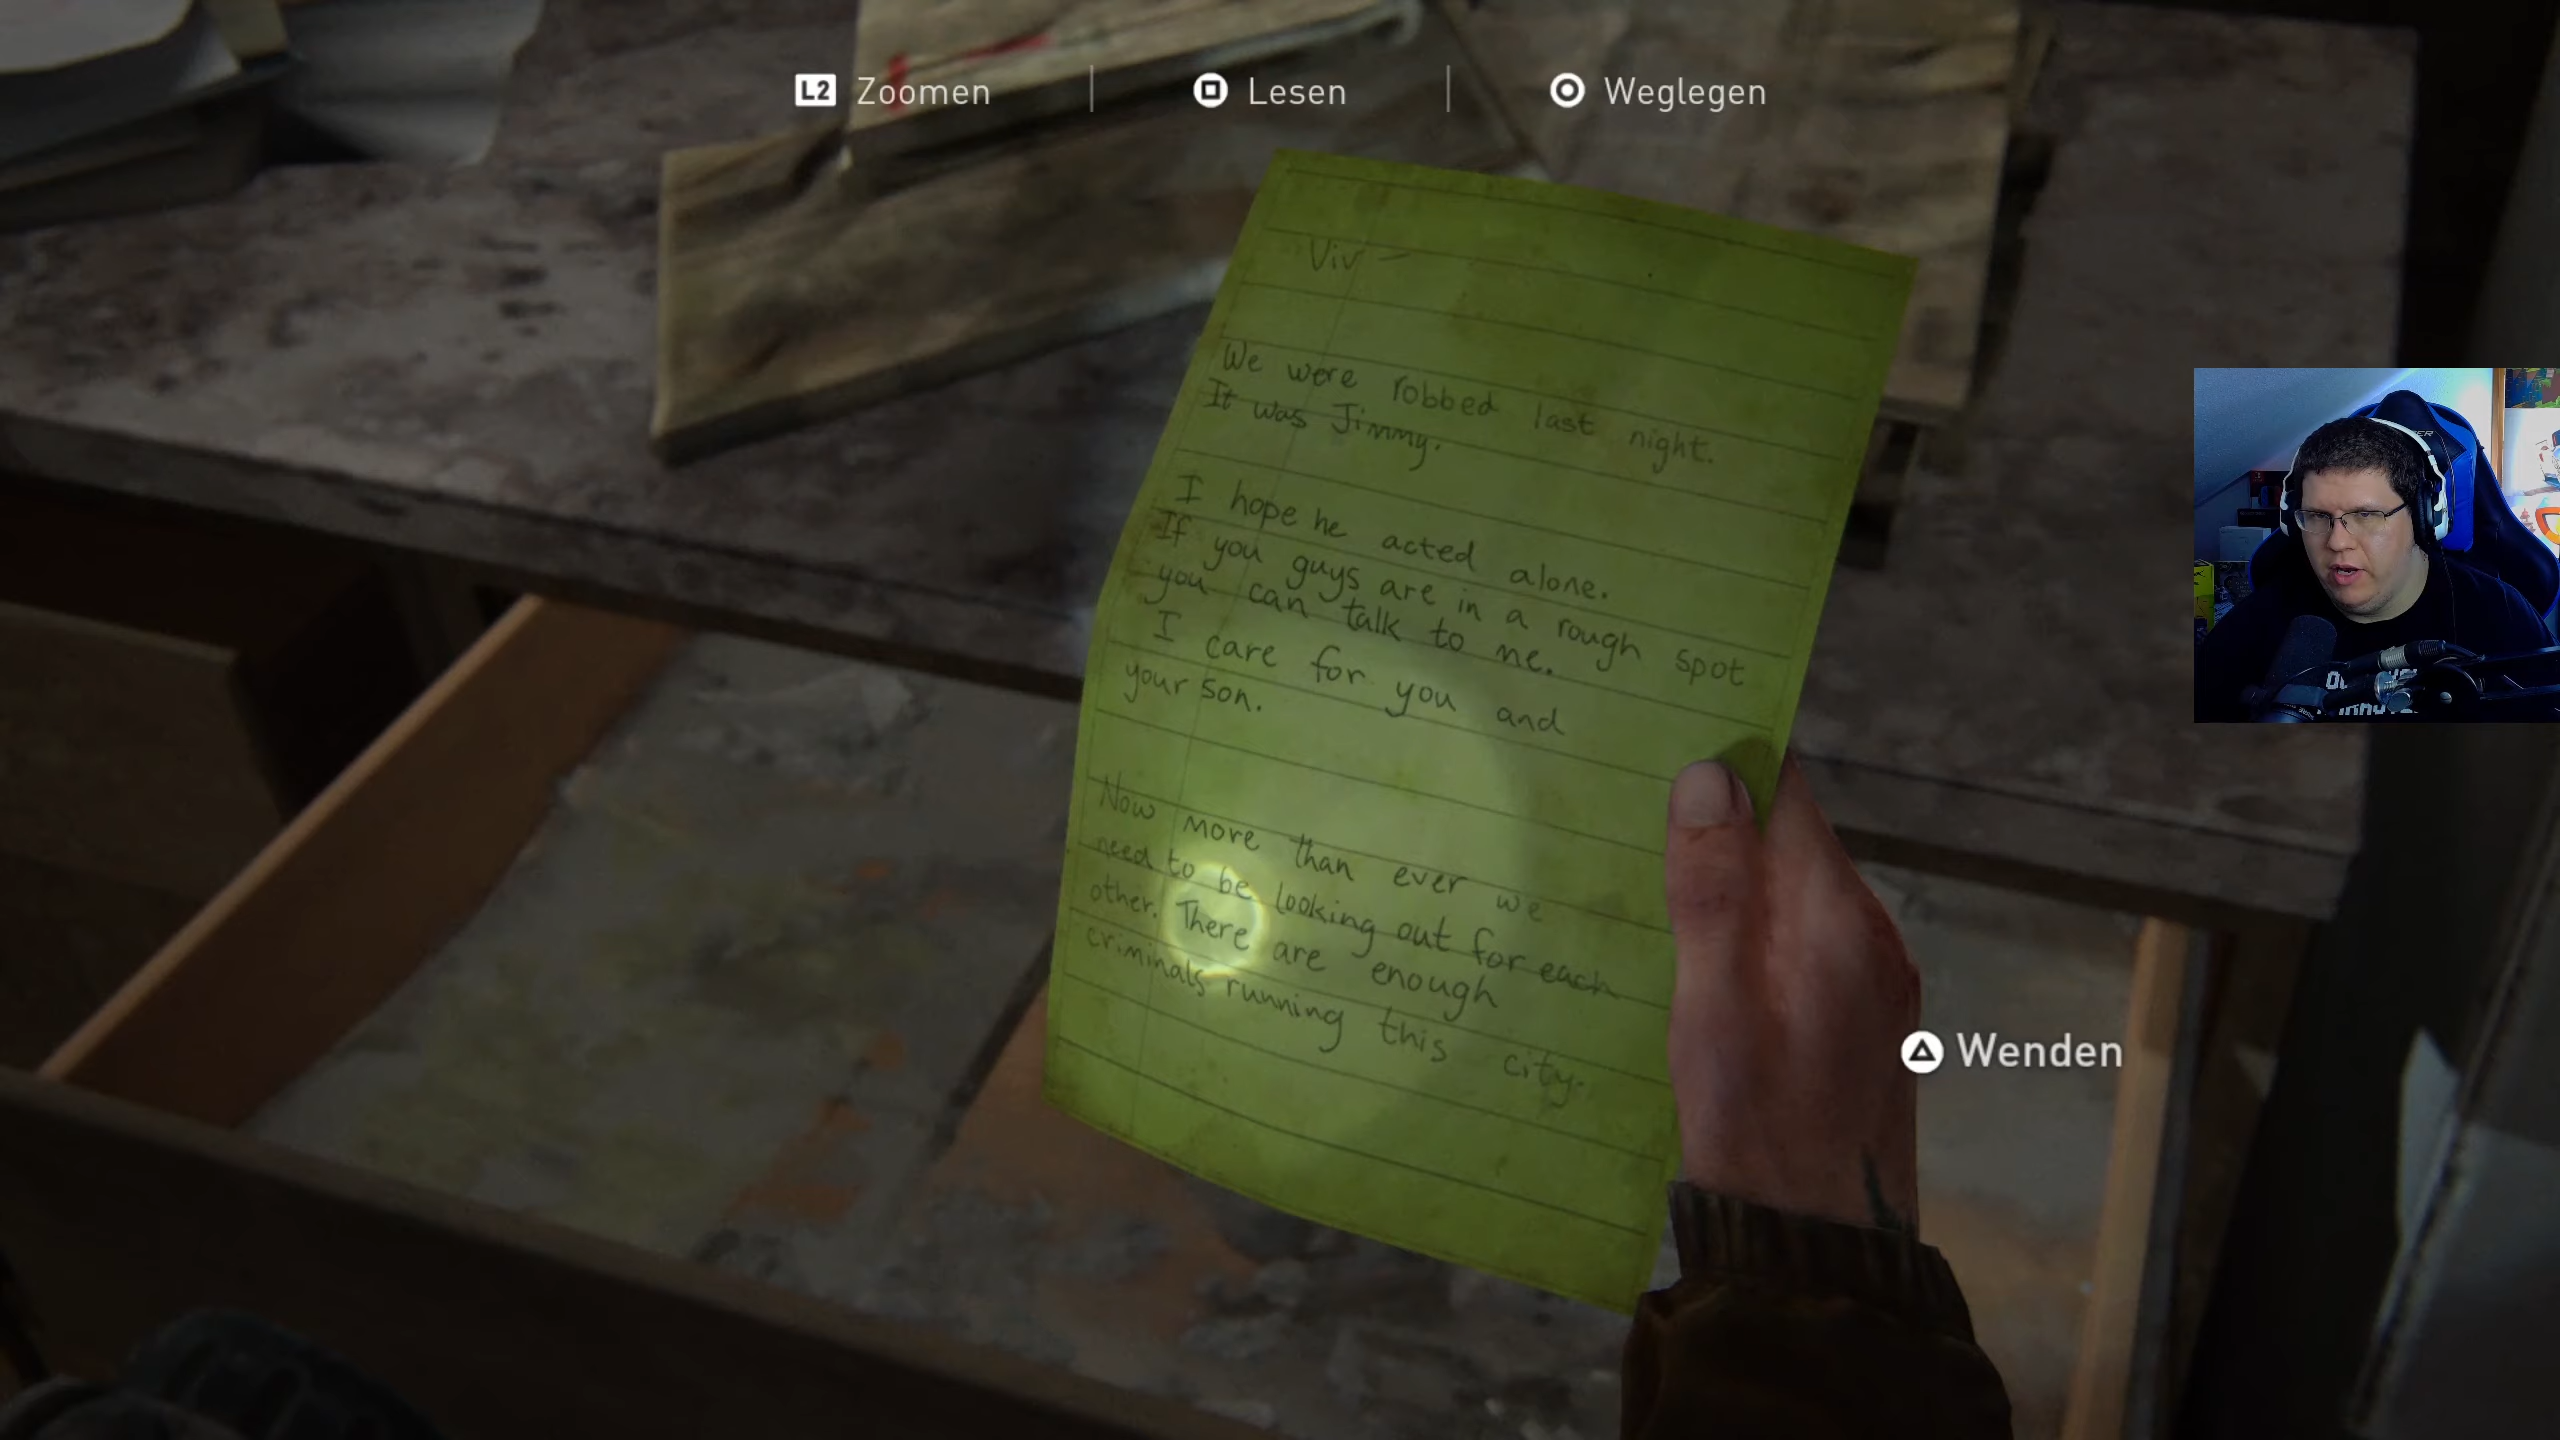 L2 Zoomen
Lesen
Weglegen
Viv -
We were robbed last night.
It was Jimmy.
I hope he acted alone.
If you guys are in a rough spot
you can talk to me.
I care for you and
your son.
Now more than ever we
need to be looking out for each
other. There are enough
criminals running this city.
Wenden